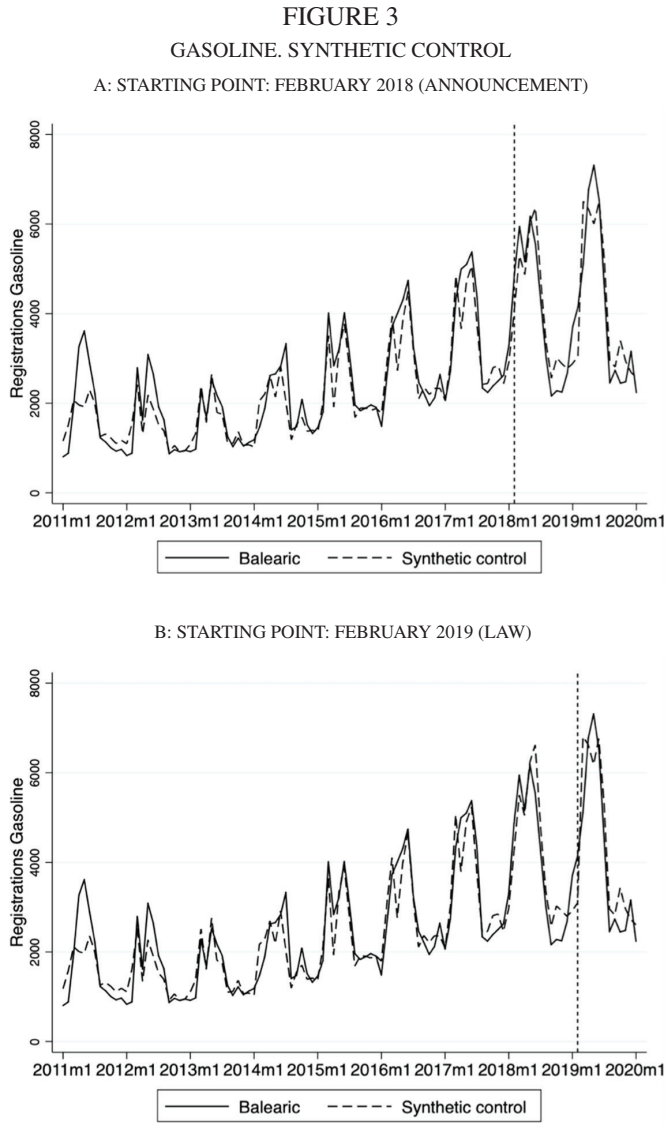 FIGURE 3
GASOLINE. SYNTHETIC CONTROL
A: STARTING POINT: FEBRUARY 2018 (ANNOUNCEMENT)
8000
6000
4000
2000
0
Registrations Gasoline
2011m1 2012m1 2013m1 2014m1 2015m1 2016m1 2017m1 2018m1 2019m1 2020m1
Balearic Synthetic control
B: STARTING POINT: FEBRUARY 2019 (LAW)
8000
6000
4000
2000
0
Registrations Gasoline
2011m1 2012m1 2013m1 2014m1 2015m1 2016m1 2017m1 2018m1 2019m1 2020m1
Balearic Synthetic control